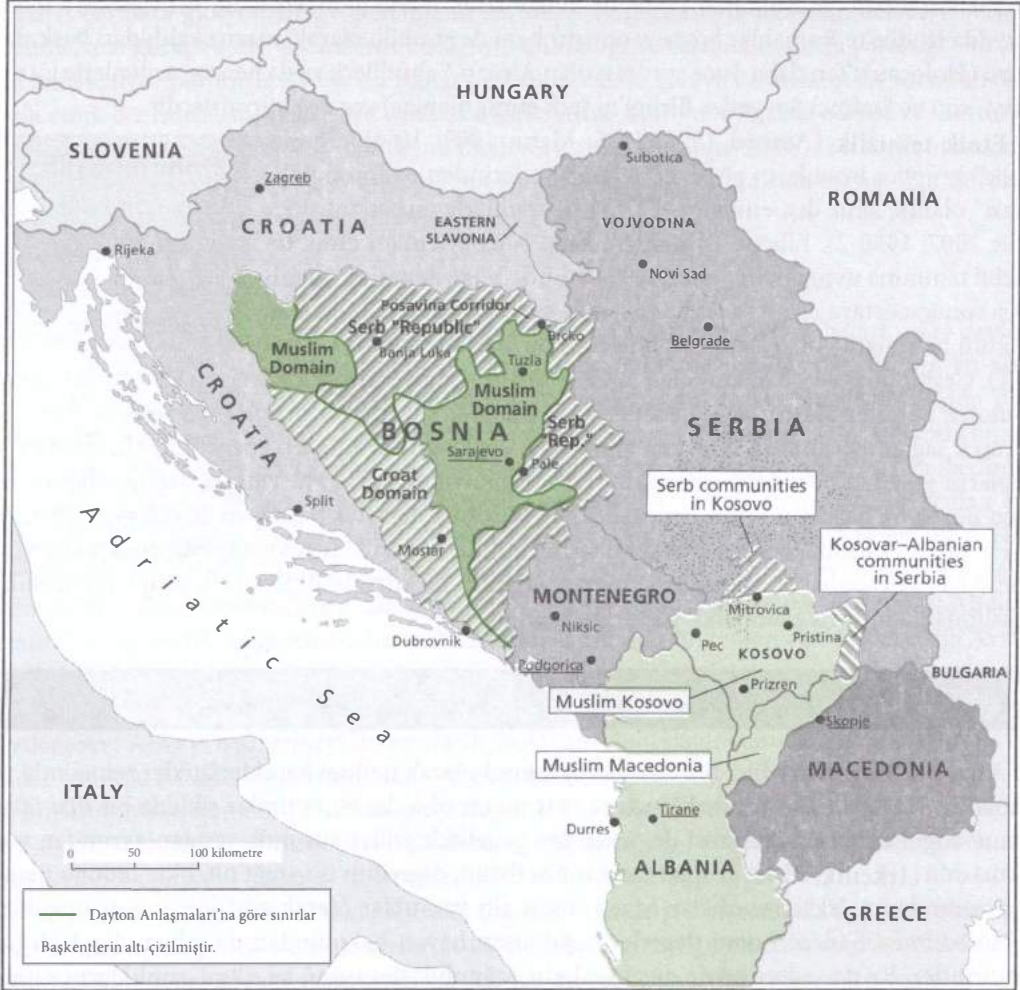 HUNGARY
SLOVENIA
Subotica
Zagreb
ROMANIA
CROATIA
EASTERN
SLAVONIA
VOJVODINA
Rijeka
Novi Sad
Posavina Corridor
Serb "Republic"
Brcko
Banja Luka
Belgrade
Muslim
Domain
Tuzla
Muslim
Domain
CROATIA
BOSNIA
Serb
"Rep."
SERBIA
Sarajevo
Pale
Croat
Domain
Serb communities
in Kosovo
Split
Adriatic Sea
Mostar
Kosovar–Albanian
communities
in Serbia
MONTENEGRO
Mitrovica
Niksic
Pristina
Dubrovnik
Pec
KOSOVO
Podgorica
BULGARIA
Prizren
Muslim Kosovo
Skopje
Muslim Macedonia
MACEDONIA
ITALY
Tirane
Durres
0 50 100 kilometre
ALBANIA
GREECE
Dayton Anlaşmaları'na göre sınırlar
Başkentlerin altı çizilmiştir.